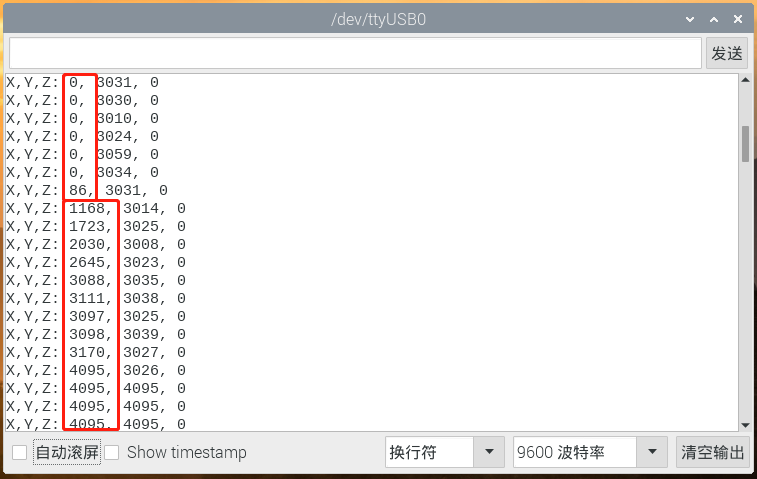 /dev/ttyUSB0
发送
X,Y,Z: 0, 3031, 0
X,Y,Z: 0, 3030, 0
X,Y,Z: 0, 3010, 0
X,Y,Z: 0, 3024, 0
X,Y,Z: 0, 3059, 0
X,Y,Z: 0, 3034, 0
X,Y,Z: 86, 3031, 0
X,Y,Z: 1168, 3014, 0
X,Y,Z: 1723, 3025, 0
X,Y,Z: 2030, 3008, 0
X,Y,Z: 2645, 3023, 0
X,Y,Z: 3088, 3035, 0
X,Y,Z: 3111, 3038, 0
X,Y,Z: 3097, 3025, 0
X,Y,Z: 3098, 3039, 0
X,Y,Z: 3170, 3027, 0
X,Y,Z: 4095, 3026, 0
X,Y,Z: 4095, 4095, 0
X,Y,Z: 4095, 4095, 0
X,Y,Z: 4095, 4095, 0
自动滚屏 Show timestamp 换行符 9600 波特率 清空输出